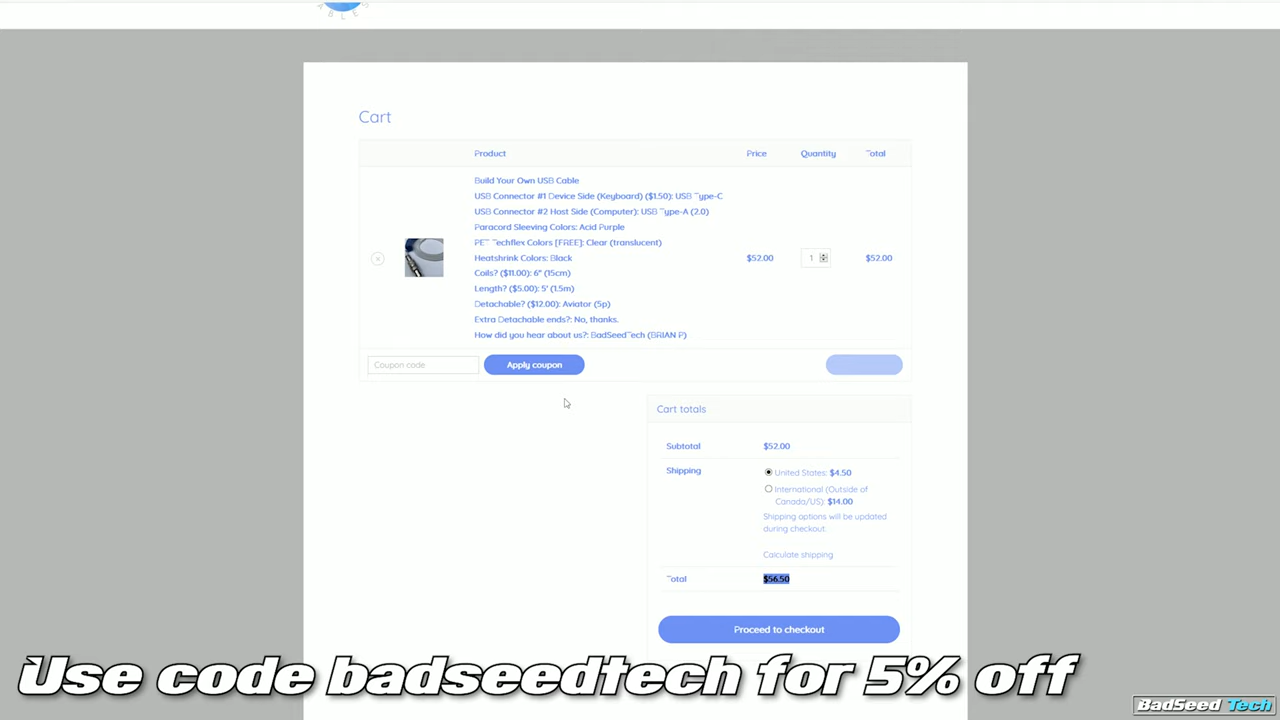 ABLES
Cart
Product Price Quantity Total
Build Your Own USB Cable
USB Connector #1 Device Side (Keyboard) ($1.50): USB Type-C
USB Connector #2 Host Side (Computer): USB Type-A (2.0)
Paracord Sleeving Colors: Acid Purple
PET Techflex Colors [FREE]: Clear (translucent)
Heatshrink Colors: Black
$52.00 1 $52.00
Coils? ($11.00): 6" (15cm)
Length? ($5.00): 5' (1.5m)
Detachable? ($12.00): Aviator (5p)
Extra Detachable ends?: No, thanks.
How did you hear about us?: BadSeedTech (BRIAN P)
Coupon code Apply coupon
Cart totals
Subtotal $52.00
Shipping United States: $4.50
International (Outside of
Canada/US): $14.00
Shipping options will be updated
during checkout.
Calculate shipping
Total $56.50
Proceed to checkout
Use code badseedtech for 5% off
BadSeed Tech